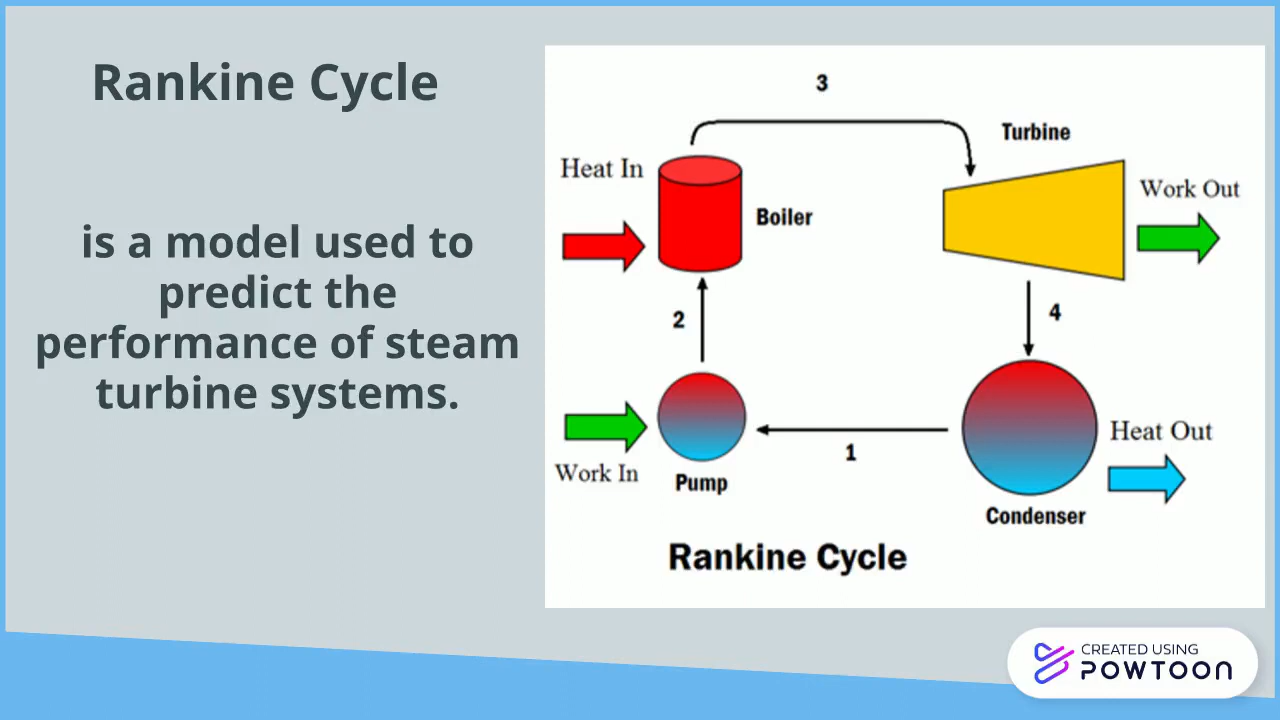 Rankine Cycle
is a model used to
predict the
performance of steam
turbine systems.
3
Turbine
Heat In
Work Out
Boiler
2
4
Heat Out
1
Work In
Pump
Condenser
Rankine Cycle
CREATED USING
POWTOON